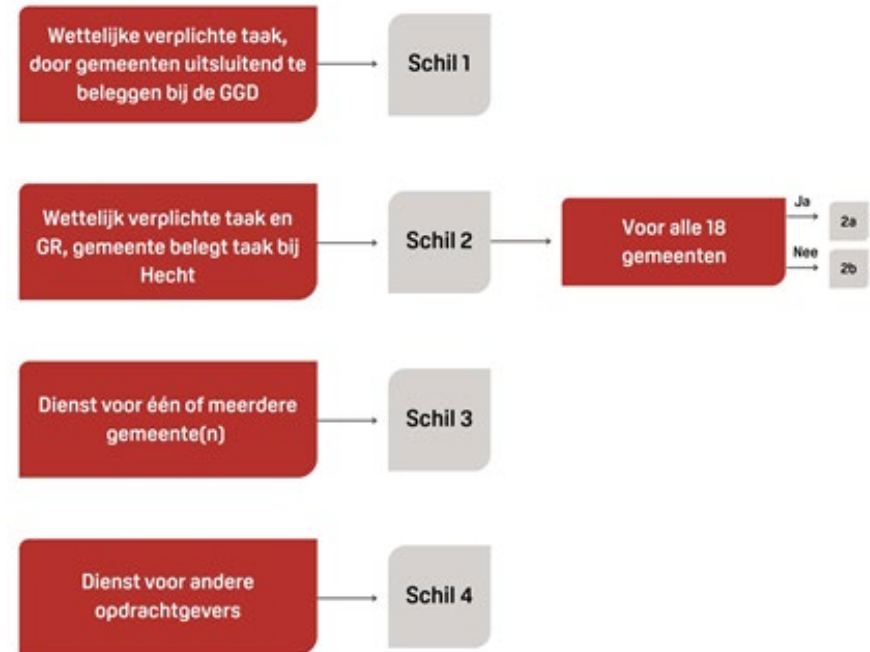 Wettelijke verplichte taak,
door gemeenten uitsluitend te
beleggen bij de GGD
Schil 1
Wettelijk verplichte taak en
GR, gemeente belegt taak bij
Hecht
Schil 2
Voor alle 18
gemeenten
Ja
2a
Nee
2b
Dienst voor één of meerdere
gemeente(n)
Schil 3
Dienst voor andere
opdrachtgevers
Schil 4